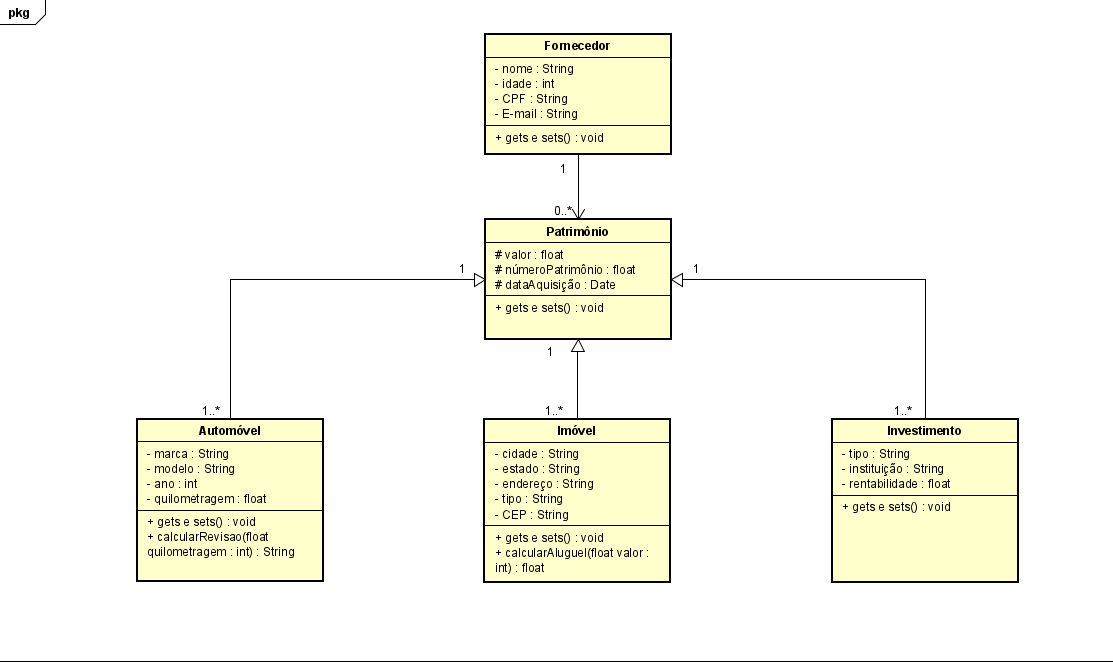 pkg
Fornecedor
- nome : String
- idade : int
- CPF : String
- E-mail : String
+ gets e sets() : void
1
0..*
Patrimônio
# valor : float
# númeroPatrimônio : float
# dataAquisição : Date
+ gets e sets() : void
1
1
1
1..*
1..*
1..*
Automóvel
- marca : String
- modelo : String
- ano : int
- quilometragem : float
+ gets e sets() : void
+ calcularRevisao(float
quilometragem : int) : String
Imóvel
- cidade : String
- estado : String
- endereço : String
- tipo : String
- CEP : String
+ gets e sets() : void
+ calcularAluguel(float valor :
int) : float
Investimento
- tipo : String
- instituição : String
- rentabilidade : float
+ gets e sets() : void